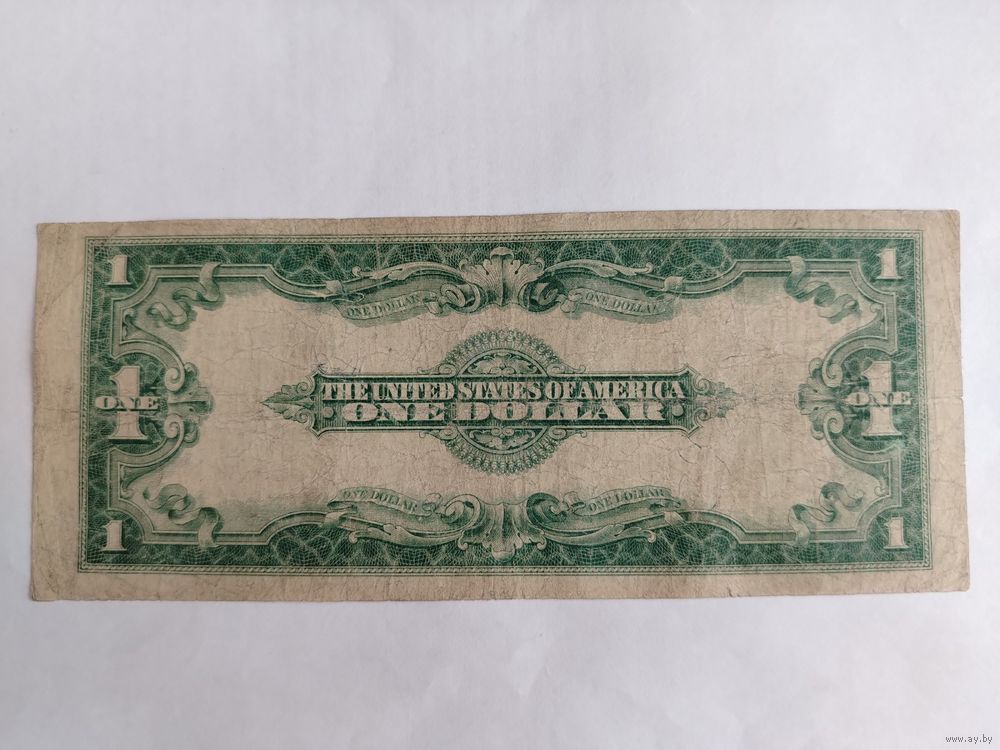 1 1
ONE DOLLAR ONE DOLLAR
THE UNITED STATES OF AMERICA
1 ONE 1 ONE
ONE DOLLAR
ONE DOLLAR ONE DOLLAR
1 1
www.ay.by